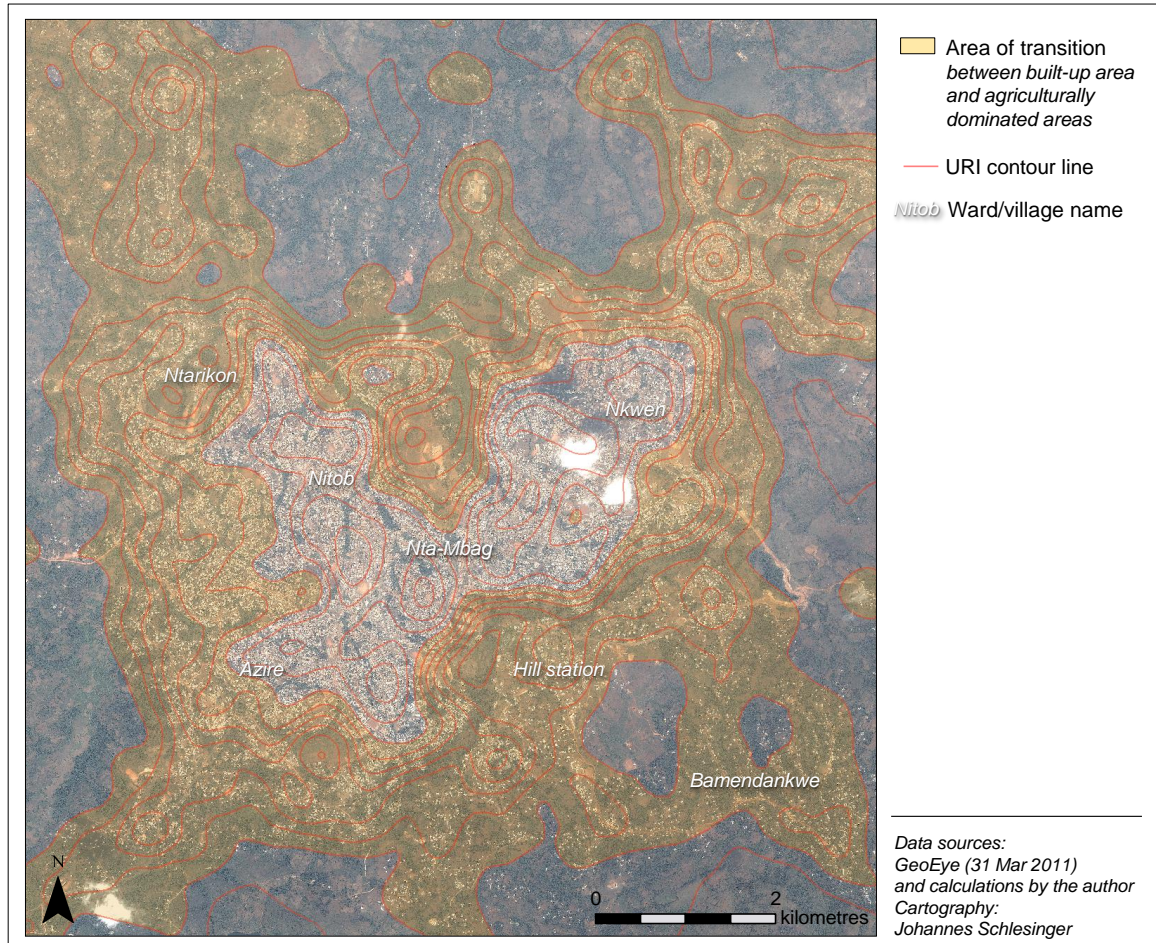 Area of transition
between built-up area
and agriculturally
dominated areas
URI contour line
Nitob Ward/village name
Ntarikon
Nkwen
Nitob
Nta-Mbag
Azire
Hill station
Bamendankwe
N
0 2
kilometres
Data sources:
GeoEye (31 Mar 2011)
and calculations by the author
Cartography:
Johannes Schlesinger